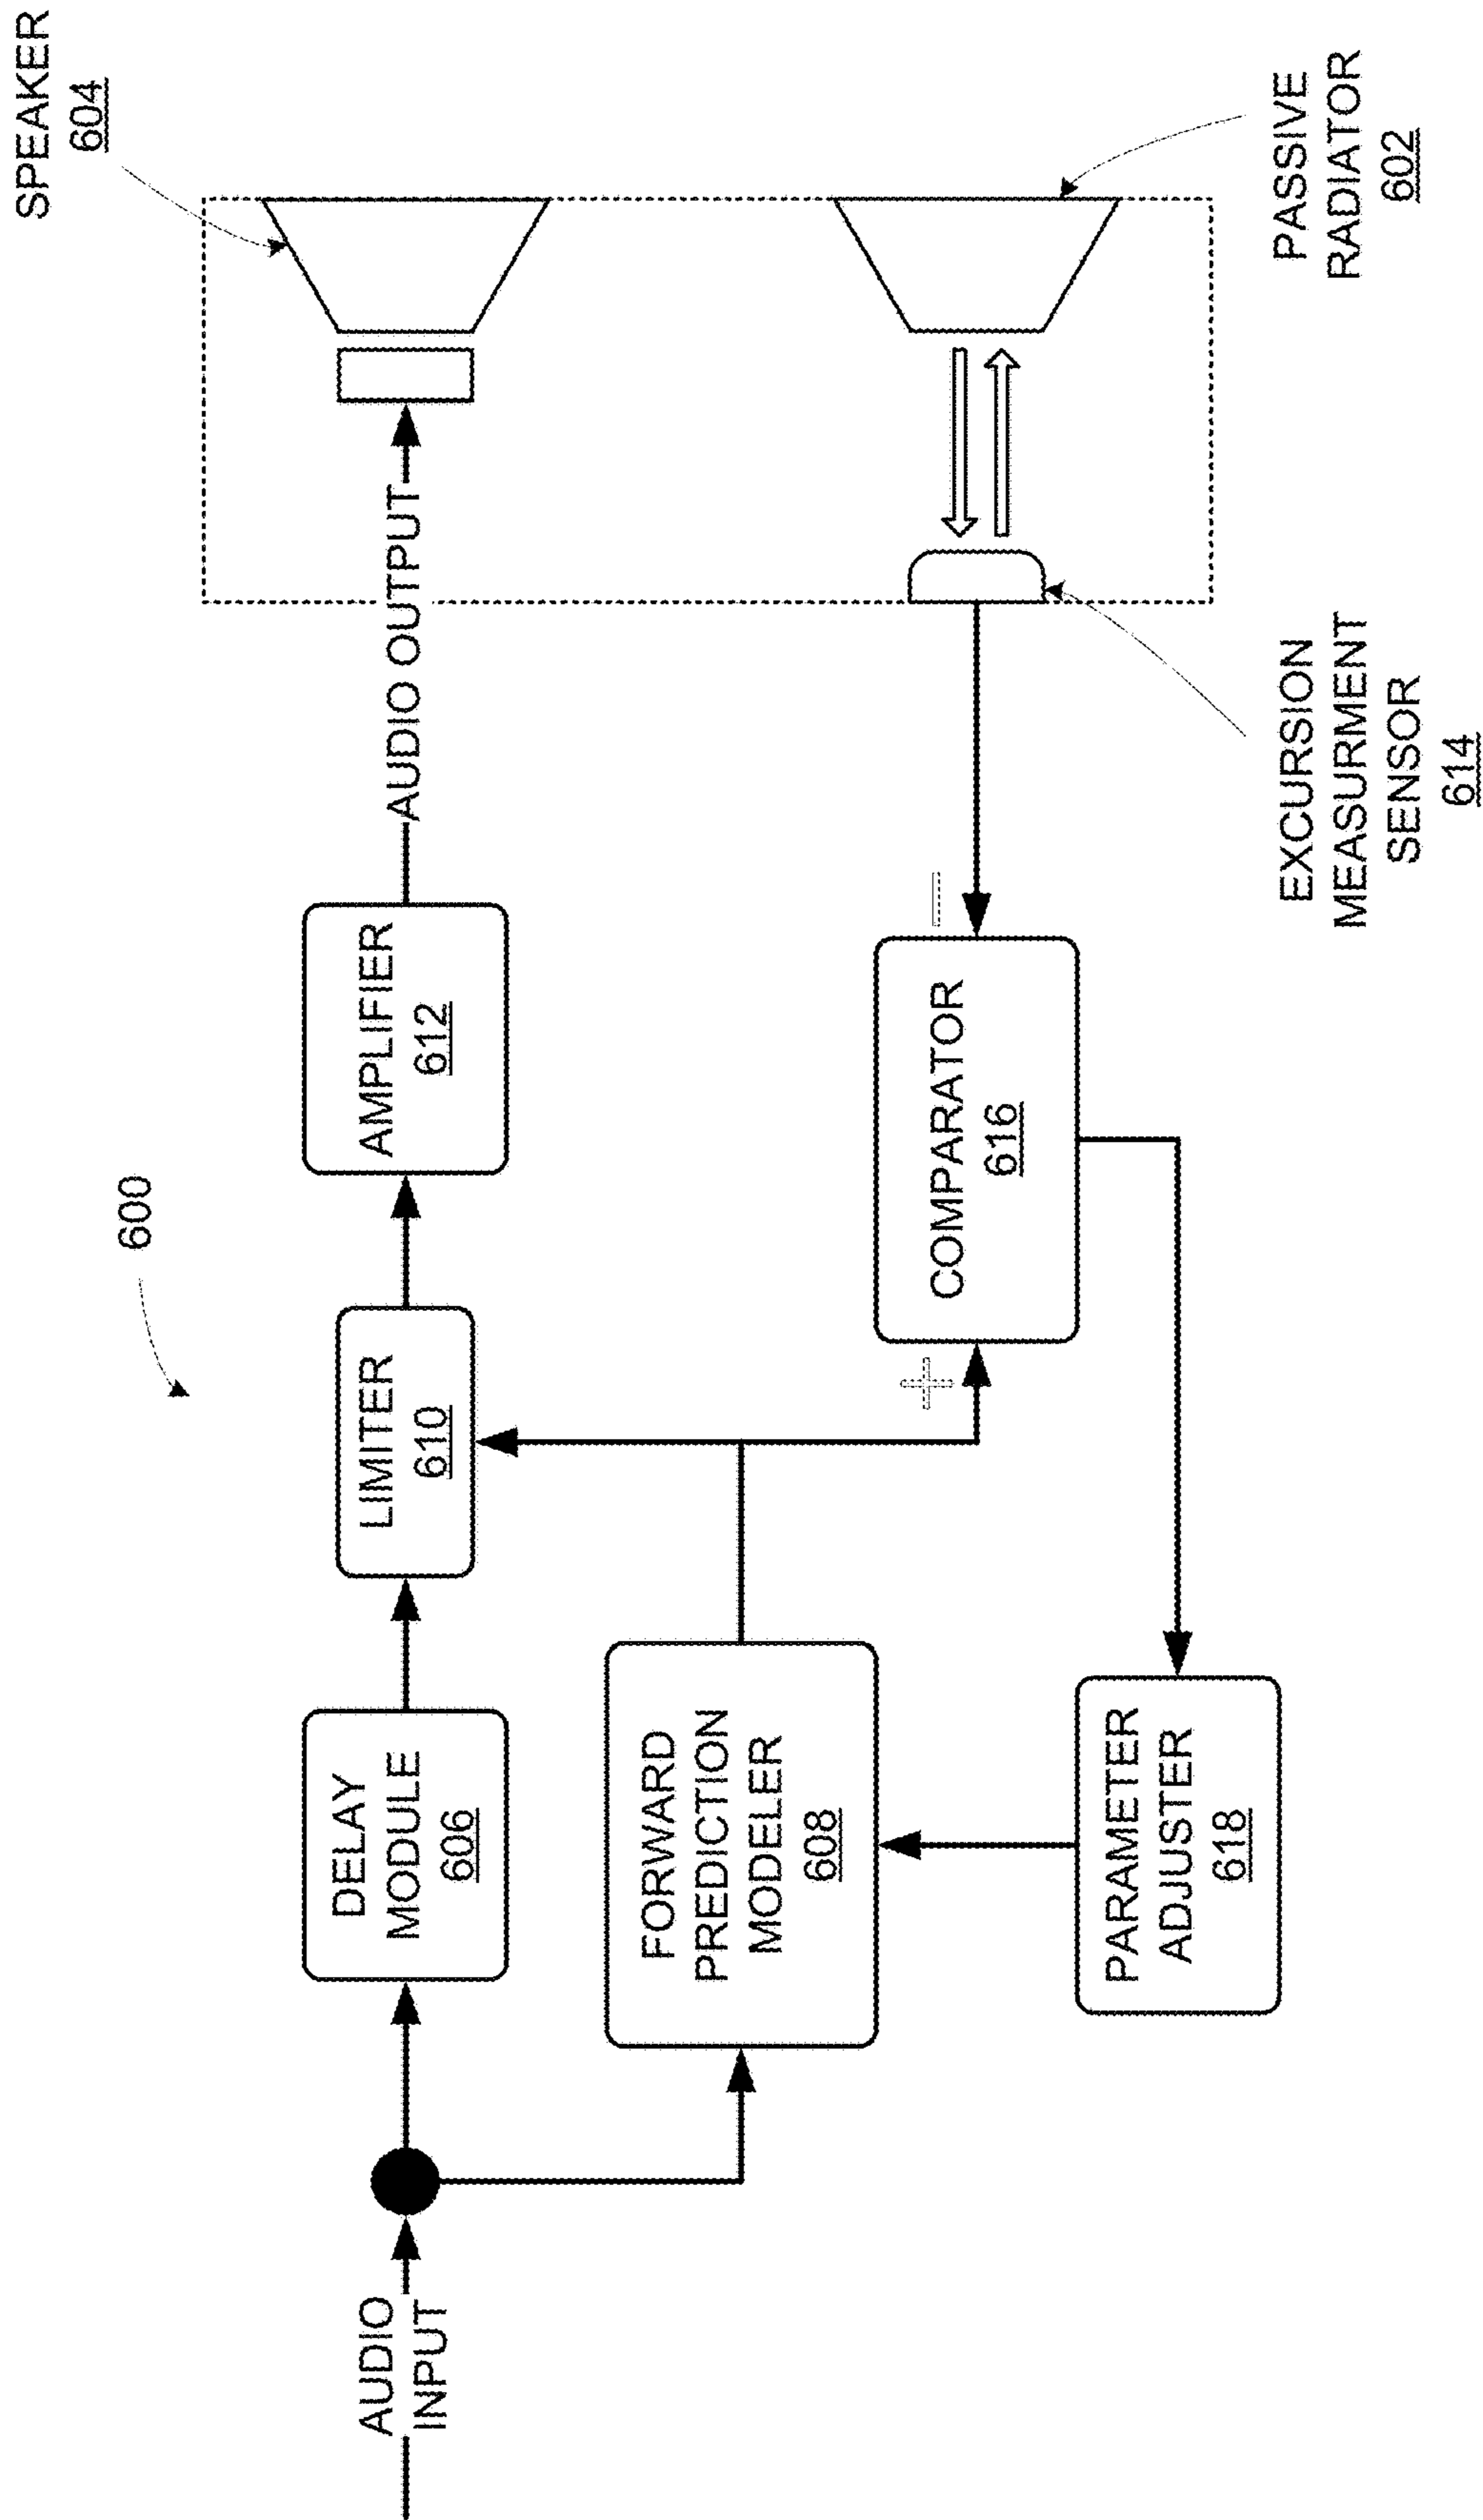 600
SPEAKER
604
AUDIO
INPUT
DELAY
MODULE
606
LIMITER
610
AMPLIFIER
612
AUDIO OUTPUT
FORWARD
PREDICTION
MODELER
608
+
COMPARATOR
616
—
PARAMETER
ADJUSTER
618
EXCURSION
MEASURMENT
SENSOR
614
PASSIVE
RADIATOR
602